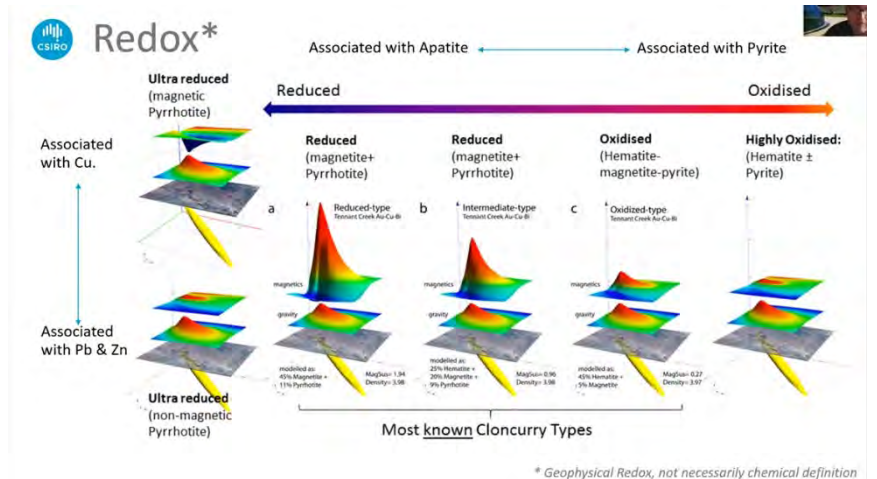 CSIRO
Redox*
Associated with Apatite
Associated with Pyrite
Reduced
Oxidised
Ultra reduced
(magnetic
Pyrrhotite)
Associated
with Cu.
Associated
with Pb & Zn
Ultra reduced
(non-magnetic
Pyrrhotite)
Reduced
(magnetite+
Pyrrhotite)
Reduced
(magnetite+
Pyrrhotite)
Oxidised
(Hematite-
magnetite-pyrite)
Highly Oxidised:
(Hematite ±
Pyrite)
a
Reduced-type
Tennant Creek Au-Cu-Bi
magnetics
gravity
modelled as:
45% Magnetite +
11% Pyrrhotite
MagSus= 1.94
Density= 3.98
b
Intermediate-type
Tennant Creek Au-Cu-Bi
magnetics
gravity
modelled as:
25% Hematite +
20% Magnetite +
9% Pyrrhotite
MagSus= 0.96
Density= 3.98
c
Oxidized-type
Tennant Creek Au-Cu-Bi
magnetics
gravity
modelled as:
45% Hematite +
5% Magnetite
MagSus= 0.27
Density= 3.97
Most known Cloncurry Types
* Geophysical Redox, not necessarily chemical definition